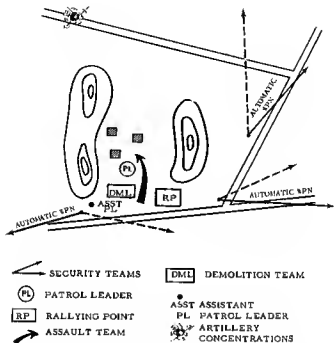 AUTOMATIC WPN
PL
DML
RP
ASST
PL
AUTOMATIC WPN
AUTOMATIC WPN
SECURITY TEAMS
DML DEMOLITION TEAM
PL PATROL LEADER
ASST ASSISTANT
PL PATROL LEADER
RP RALLYING POINT
ASSAULT TEAM
ARTILLERY
CONCENTRATIONS